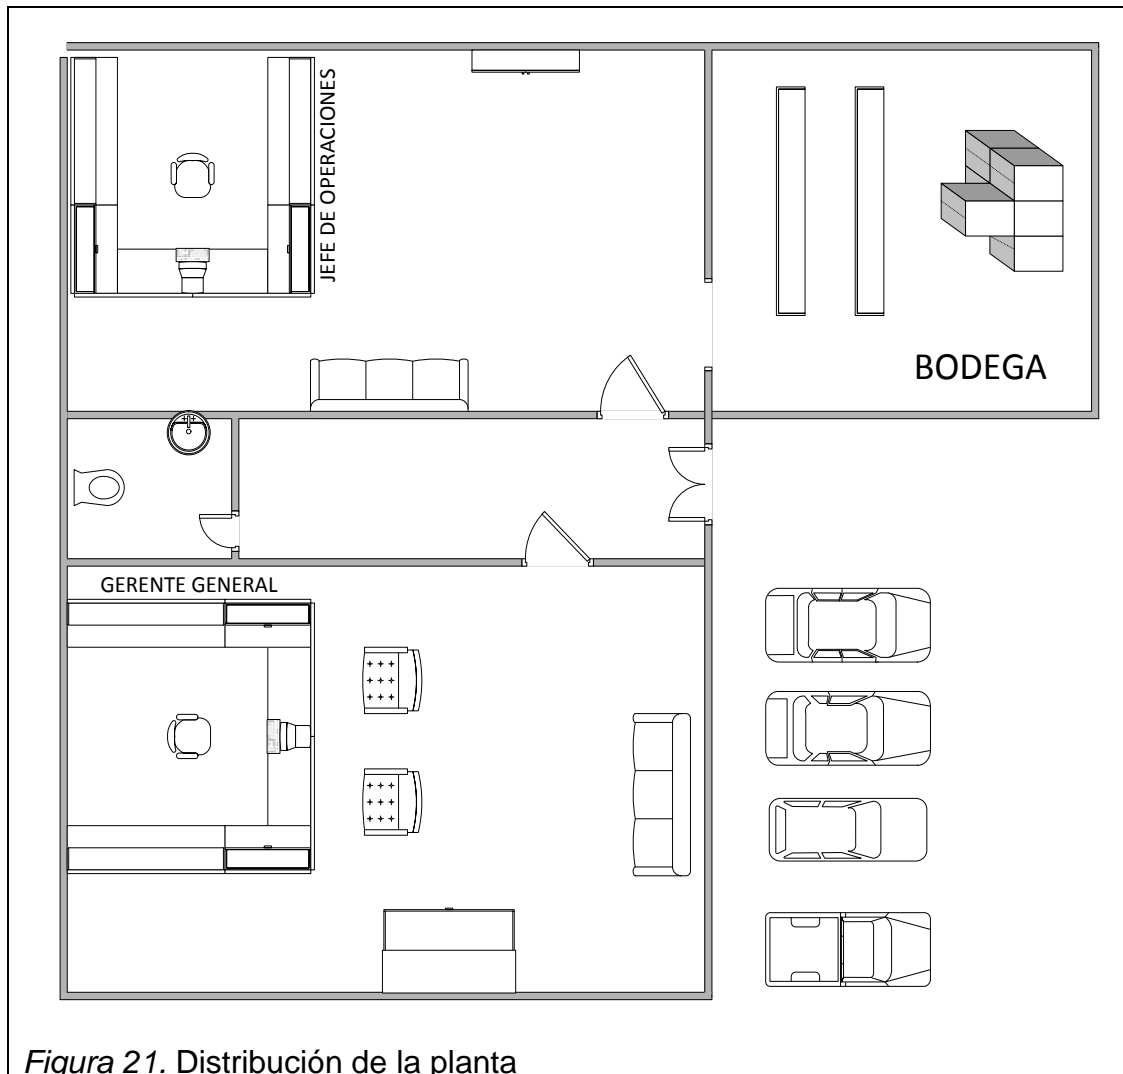 JEFE DE OPERACIONES
BODEGA
GERENTE GENERAL
Figura 21. Distribución de la planta